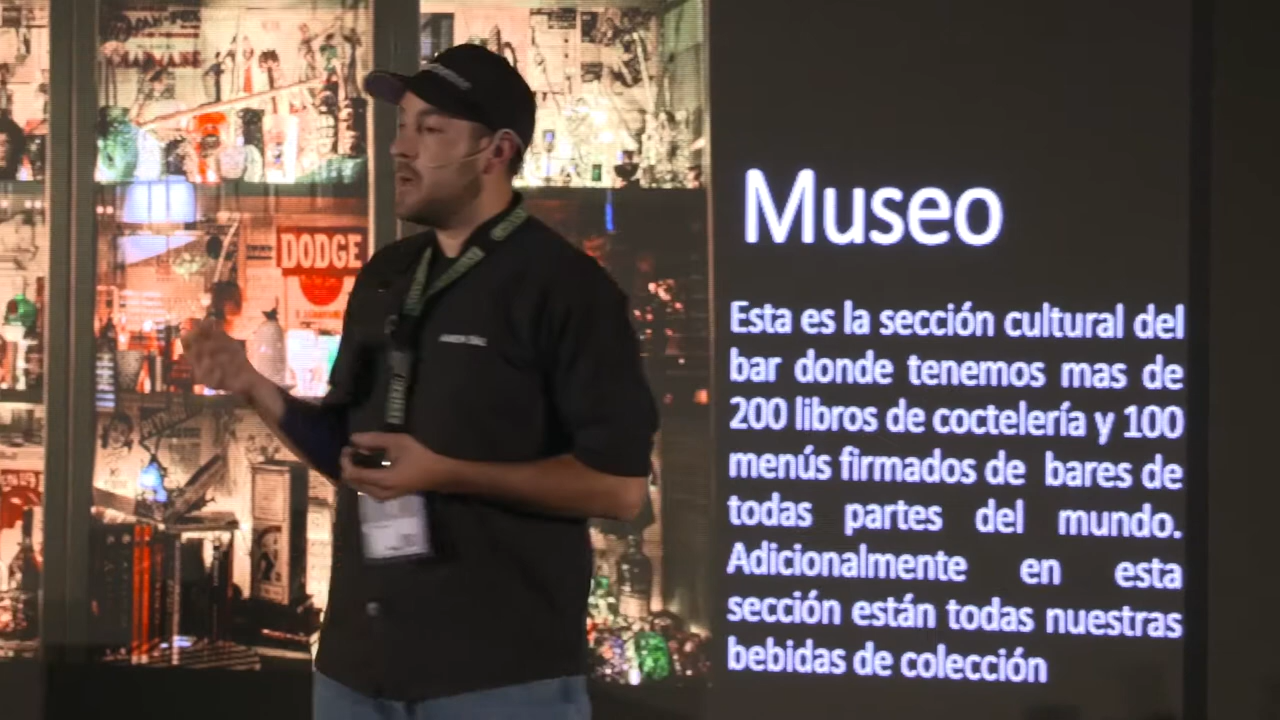 DODGE
Museo
Esta es la sección cultural del
bar donde tenemos mas de
200 libros de coctelería y 100
menús firmados de bares de
todas partes del mundo.
Adicionalmente en esta
sección están todas nuestras
bebidas de colección